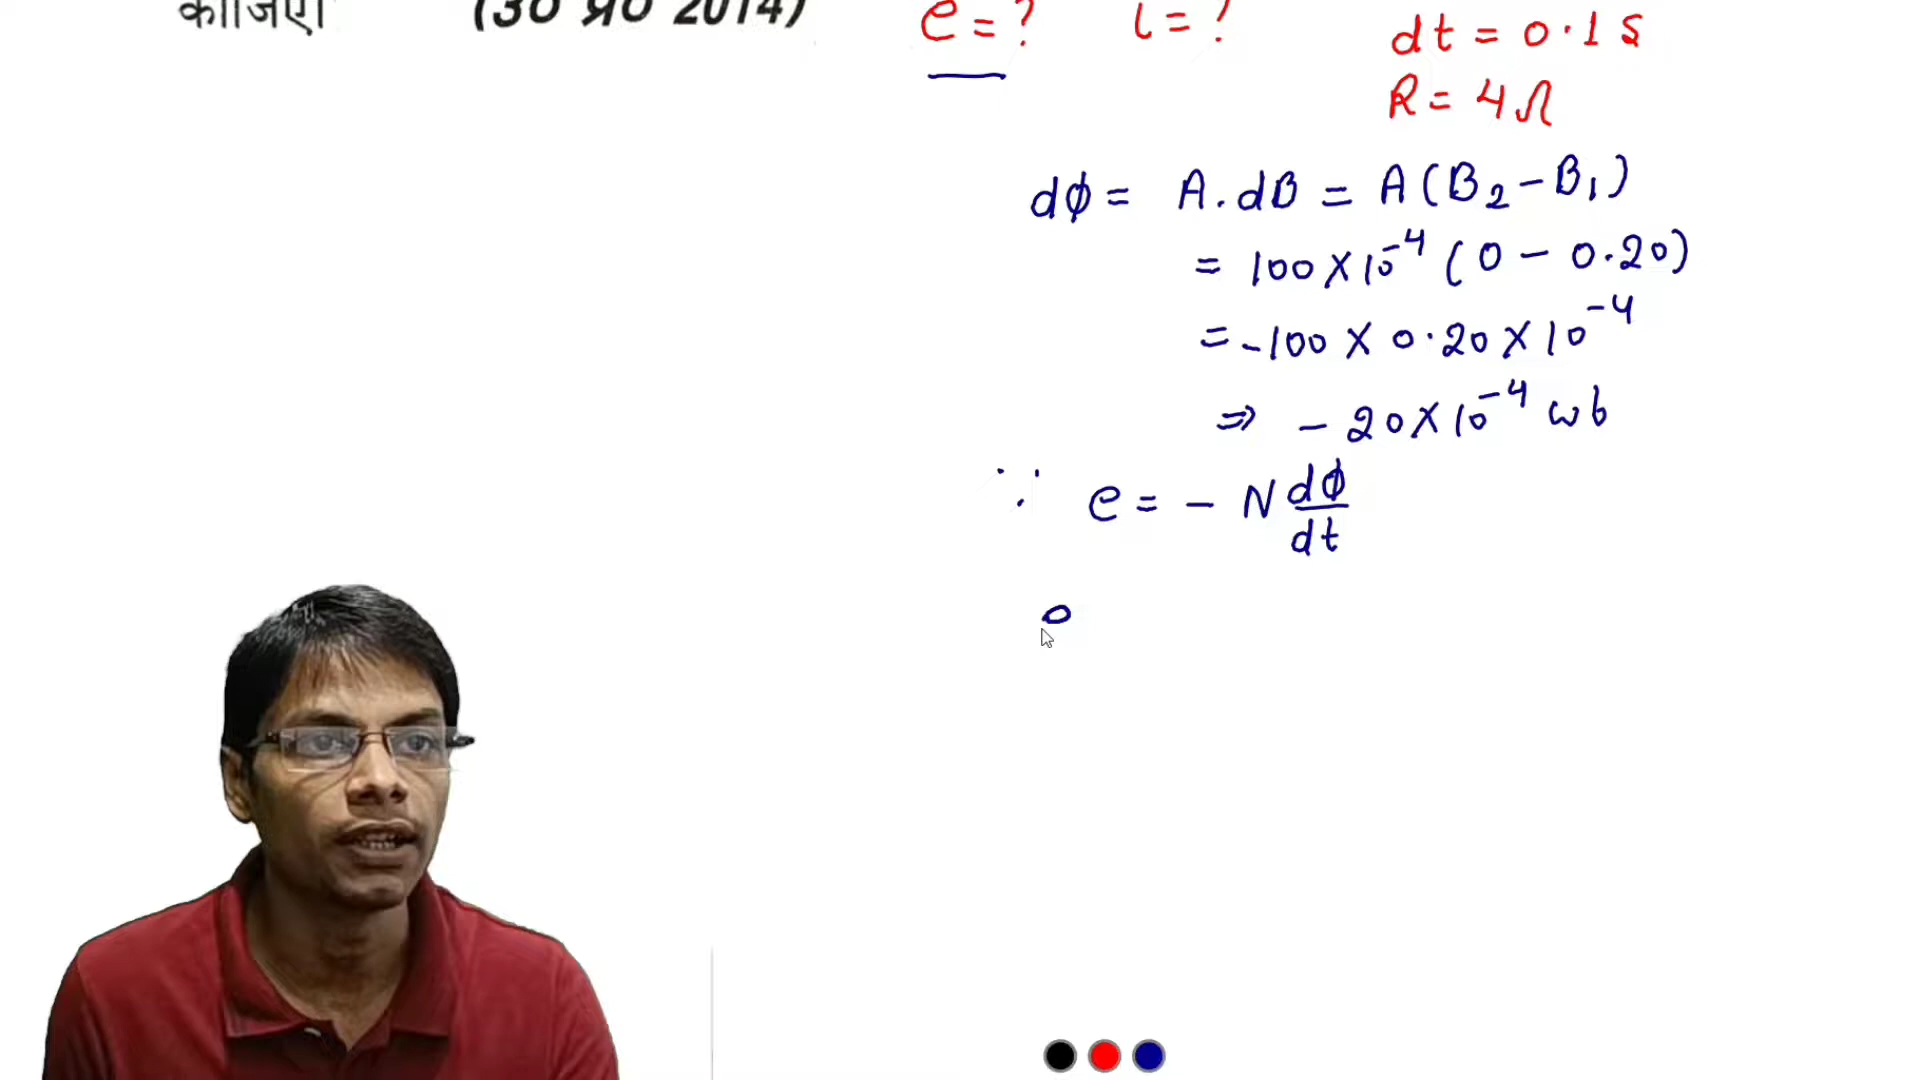 (उ० प्र० 2014)
e = ? i = ?
dt = 0.1 s
R = 4 Ω
dϕ = A . dB = A (B₂ - B₁)
= 100 × 10⁻⁴ (0 - 0.20)
= -100 × 0.20 × 10⁻⁴
⇒ - 20 × 10⁻⁴ wb
∵ e = - N dϕ/dt